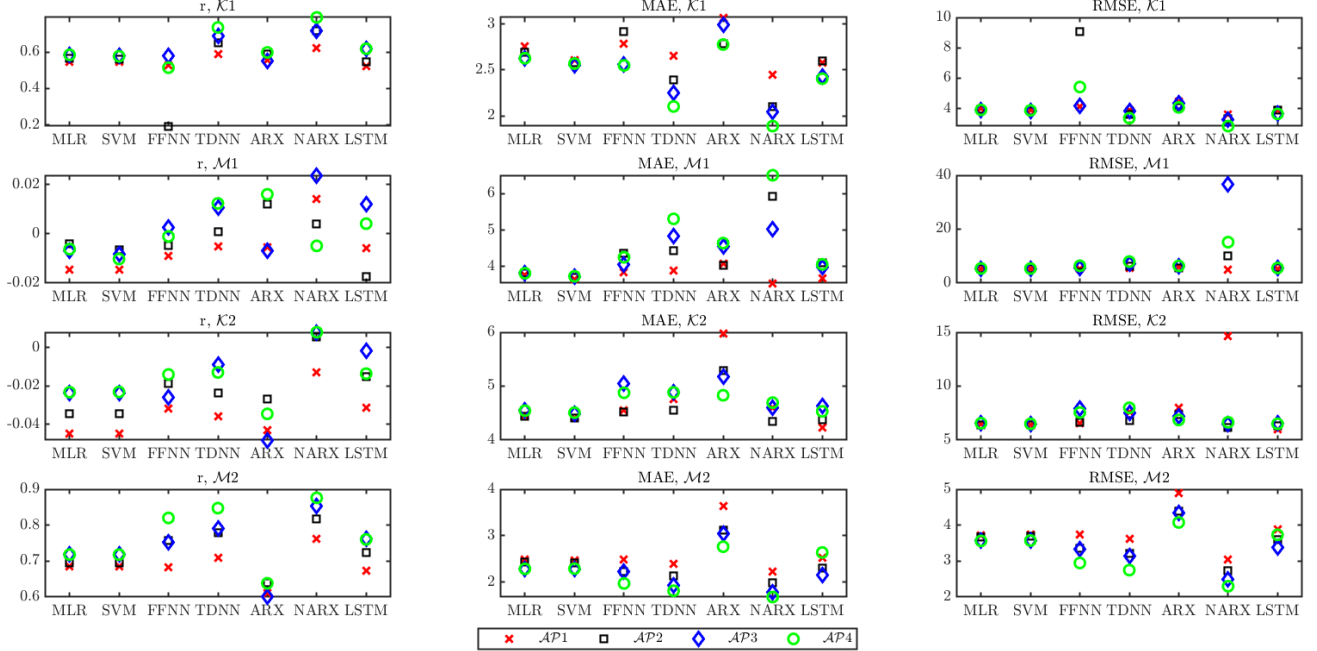 r, K1
MAE, K1
RMSE, K1
0.6
0.4
0.2
3
2.5
2
10
8
6
4
MLR SVM FFNN TDNN ARX NARX LSTM
MLR SVM FFNN TDNN ARX NARX LSTM
MLR SVM FFNN TDNN ARX NARX LSTM
r, M1
MAE, M1
RMSE, M1
0.02
0
-0.02
6
5
4
40
20
0
MLR SVM FFNN TDNN ARX NARX LSTM
MLR SVM FFNN TDNN ARX NARX LSTM
MLR SVM FFNN TDNN ARX NARX LSTM
r, K2
MAE, K2
RMSE, K2
0
-0.02
-0.04
6
5
4
15
10
5
MLR SVM FFNN TDNN ARX NARX LSTM
MLR SVM FFNN TDNN ARX NARX LSTM
MLR SVM FFNN TDNN ARX NARX LSTM
r, M2
MAE, M2
RMSE, M2
0.9
0.8
0.7
0.6
4
3
2
5
4
3
2
MLR SVM FFNN TDNN ARX NARX LSTM
MLR SVM FFNN TDNN ARX NARX LSTM
MLR SVM FFNN TDNN ARX NARX LSTM
AP1 AP2 AP3 AP4